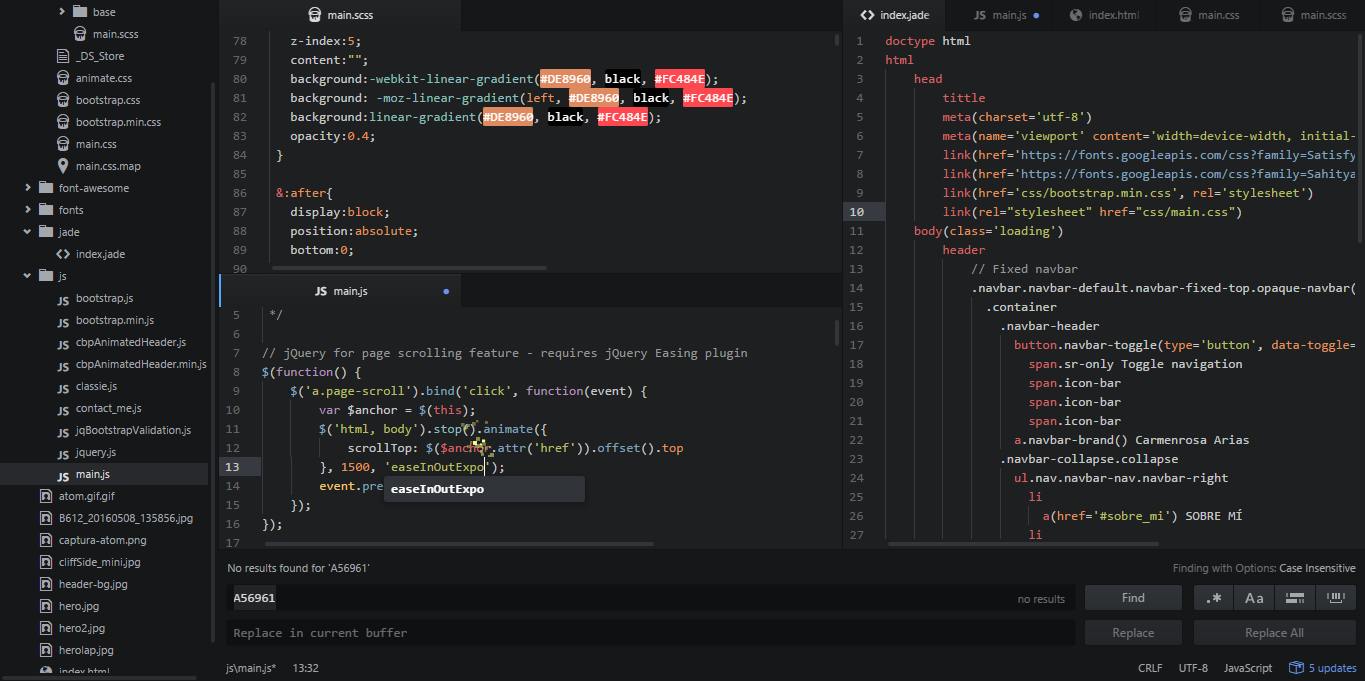 base
main.scss
_DS_Store
animate.css
bootstrap.css
bootstrap.min.css
main.css
main.css.map
font-awesome
fonts
jade
index.jade
js
JS bootstrap.js
JS bootstrap.min.js
JS cbpAnimatedHeader.js
JS cbpAnimatedHeader.min.js
JS classie.js
JS contact_me.js
JS jqBootstrapValidation.js
JS jquery.js
JS main.js
atom.gif.gif
B612_20160508_135856.jpg
captura-atom.png
cliffSide_mini.jpg
header-bg.jpg
hero.jpg
hero2.jpg
herolap.jpg
index.html
main.scss
78 z-index:5;
79 content:"";
80 background:-webkit-linear-gradient(#DE8960, black, #FC484E);
81 background: -moz-linear-gradient(left, #DE8960, black, #FC484E);
82 background:linear-gradient(#DE8960, black, #FC484E);
83 opacity:0.4;
84 }
85
86 &:after{
87 display:block;
88 position:absolute;
89 bottom:0;
90
JS main.js
5 */
6
7 // jQuery for page scrolling feature - requires jQuery Easing plugin
8 $(function() {
9 $('a.page-scroll').bind('click', function(event) {
10 var $anchor = $(this);
11 $('html, body').stop().animate({
12 scrollTop: $($anchor.attr('href')).offset().top
13 }, 1500, 'easeInOutExpo');
14 event.pre
easeInOutExpo
15 });
16 });
17
index.jade JS main.js index.html main.css main.scss
1 doctype html
2 html
3 head
4 tittle
5 meta(charset='utf-8')
6 meta(name='viewport' content='width=device-width, initial-
7 link(href='https://fonts.googleapis.com/css?family=Satisfy
8 link(href='https://fonts.googleapis.com/css?family=Sahitya
9 link(href='css/bootstrap.min.css', rel='stylesheet')
10 link(rel="stylesheet" href="css/main.css")
11 body(class='loading')
12 header
13 // Fixed navbar
14 .navbar.navbar-default.navbar-fixed-top.opaque-navbar(
15 .container
16 .navbar-header
17 button.navbar-toggle(type='button', data-toggle=
18 span.sr-only Toggle navigation
19 span.icon-bar
20 span.icon-bar
21 span.icon-bar
22 a.navbar-brand() Carmenrosa Arias
23 .navbar-collapse.collapse
24 ul.nav.navbar-nav.navbar-right
25 li
26 a(href='#sobre_mi') SOBRE MÍ
27 li
No results found for 'A56961' Finding with Options: Case Insensitive
A56961 no results Find .* Aa
Replace in current buffer Replace Replace All
js\main.js* 13:32 CRLF UTF-8 JavaScript 5 updates